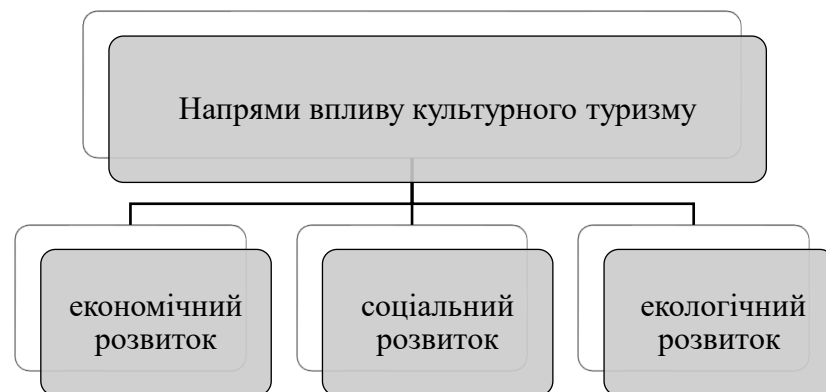 Напрями впливу культурного туризму
економічний
розвиток
соціальний
розвиток
екологічний
розвиток